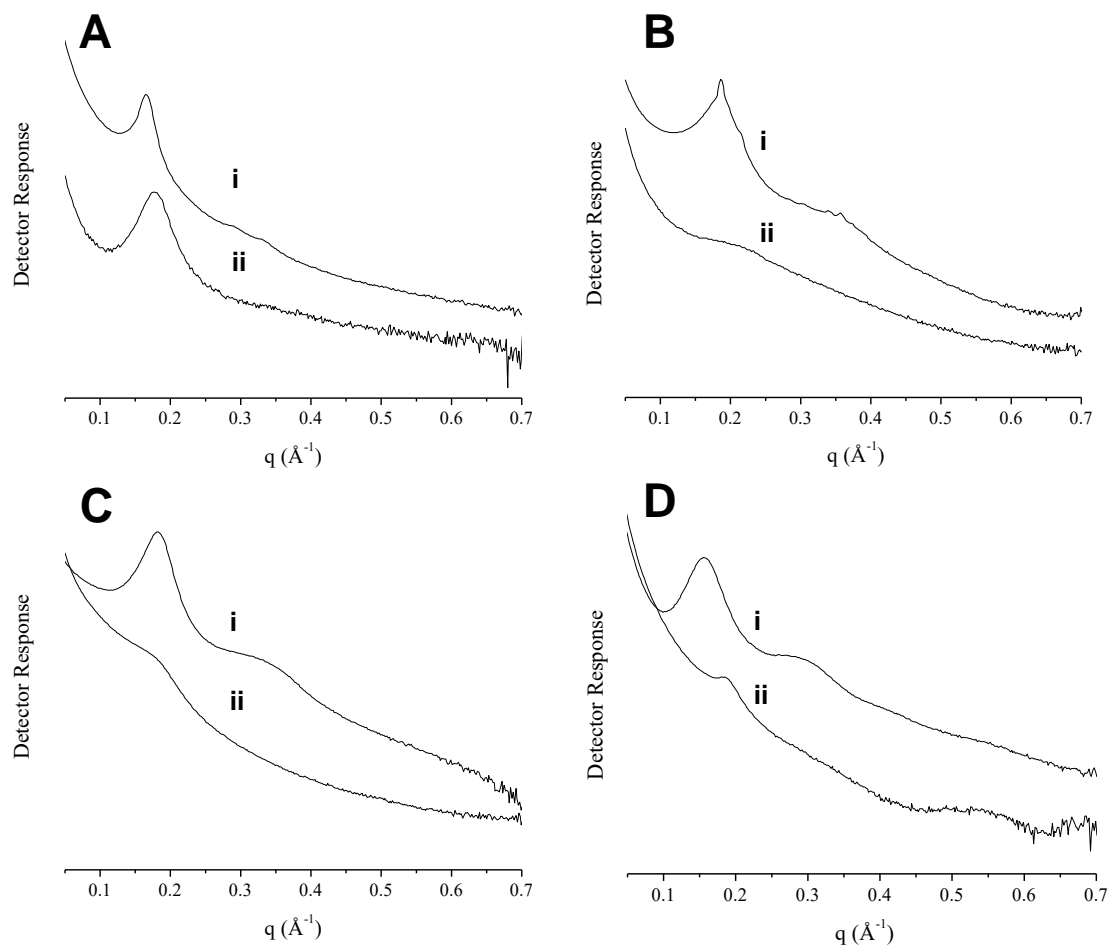 A
Detector Response
i
ii
0.1 0.2 0.3 0.4 0.5 0.6 0.7
q (Å⁻¹)
B
Detector Response
i
ii
0.1 0.2 0.3 0.4 0.5 0.6 0.7
q (Å⁻¹)
C
Detector Response
i
ii
0.1 0.2 0.3 0.4 0.5 0.6 0.7
q (Å⁻¹)
D
Detector Response
i
ii
0.1 0.2 0.3 0.4 0.5 0.6 0.7
q (Å⁻¹)